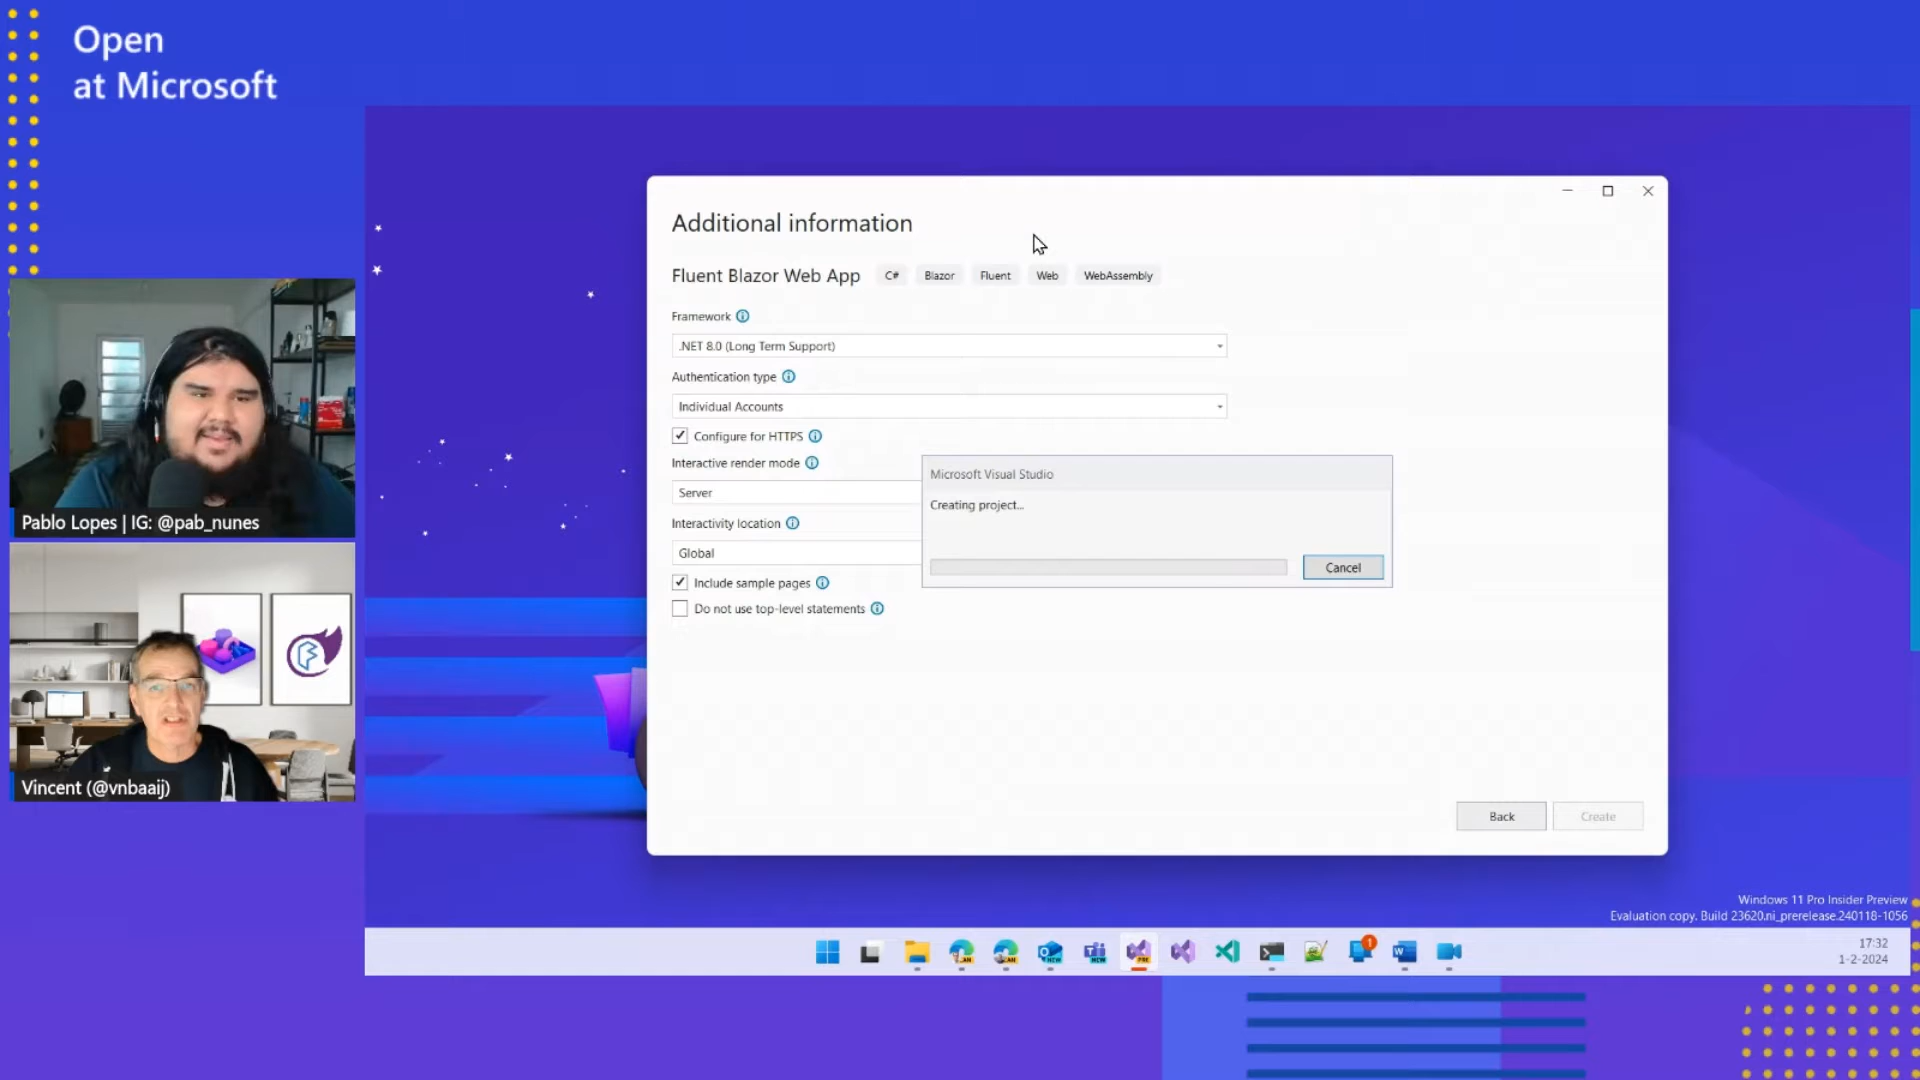 Open
at Microsoft
Additional information
Fluent Blazor Web App C# Blazor Fluent Web WebAssembly
Framework
.NET 8.0 (Long Term Support)
Authentication type
Individual Accounts
Configure for HTTPS
Interactive render mode
Server
Interactivity location
Global
Include sample pages
Do not use top-level statements
Microsoft Visual Studio
Creating project...
Cancel
Back Create
Pablo Lopes | IG: @pab_nunes
Vincent (@vnbaaij)
Windows 11 Pro Insider Preview
Evaluation copy. Build 23620.ni_prerelease.240118-1056
17:32
1-2-2024